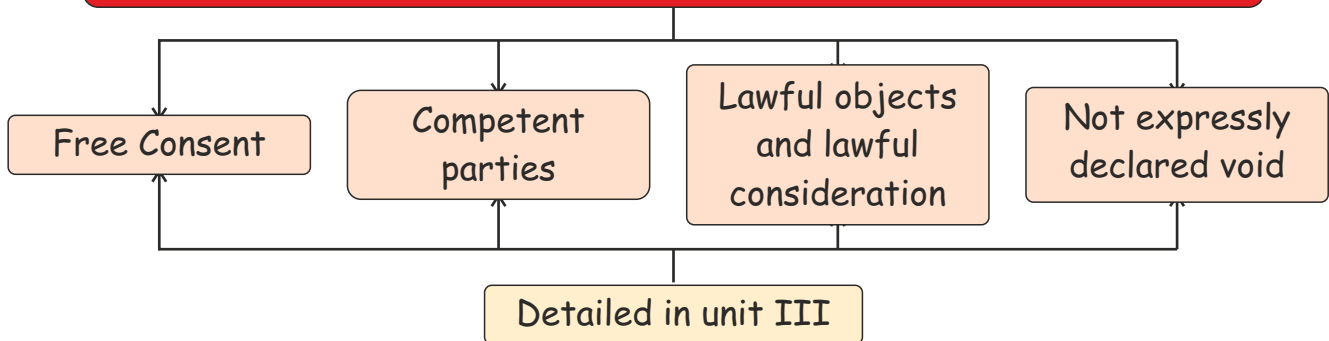 Free Consent
Competent
parties
Lawful objects
and lawful
consideration
Not expressly
declared void
Detailed in unit III